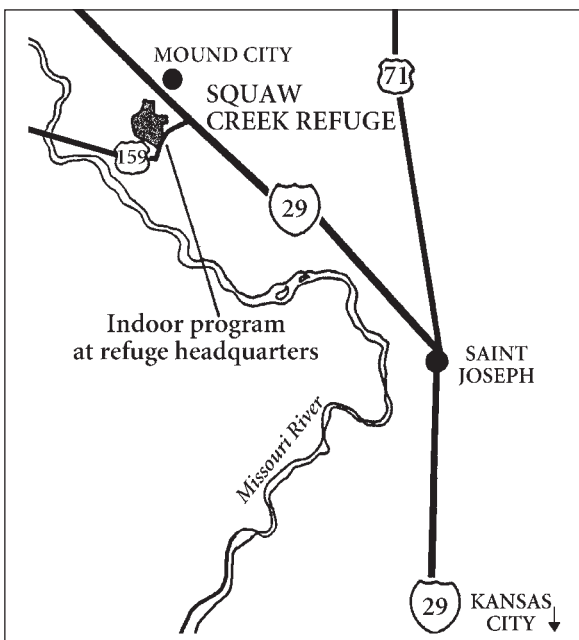 MOUND CITY
71
SQUAW
CREEK REFUGE
159
29
Indoor program
at refuge headquarters
SAINT
JOSEPH
Missouri River
29
KANSAS
CITY